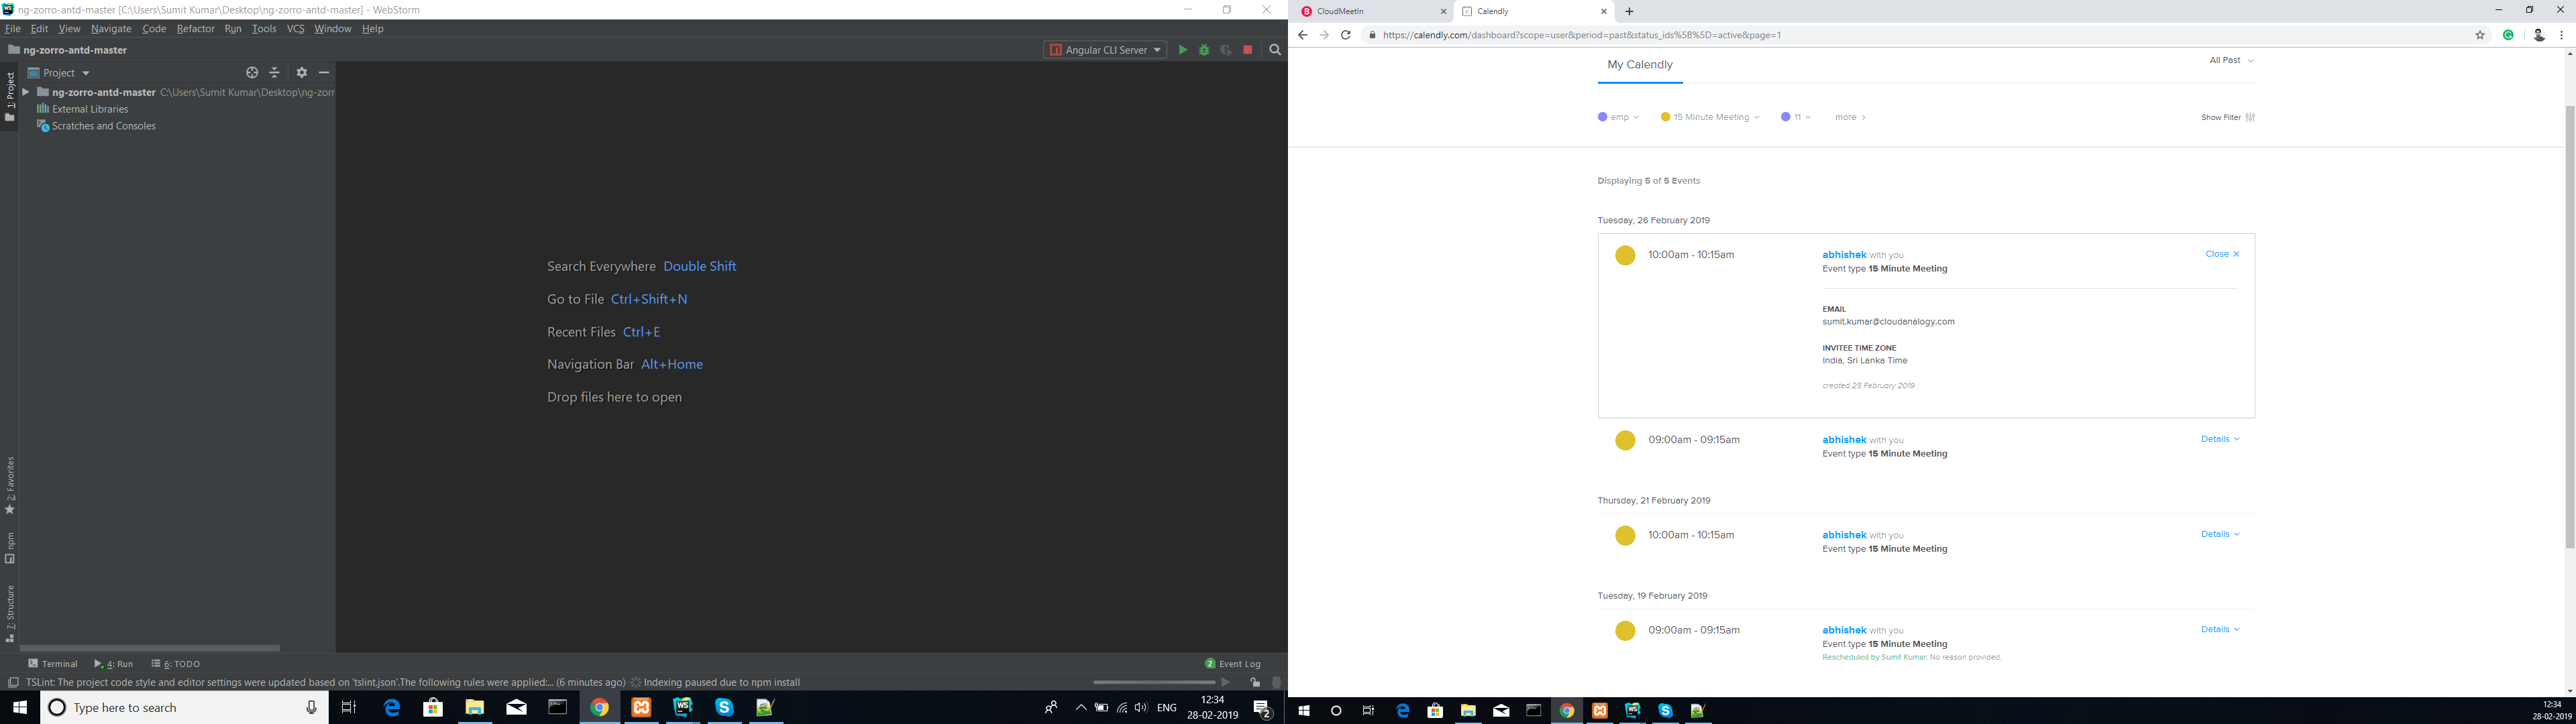 ng-zorro-antd-master [C:\Users\Sumit Kumar\Desktop\ng-zorro-antd-master] - WebStorm
File Edit View Navigate Code Refactor Run Tools VCS Window Help
ng-zorro-antd-master
Angular CLI Server
1: Project
Project
ng-zorro-antd-master C:\Users\Sumit Kumar\Desktop\ng-zorr
External Libraries
Scratches and Consoles
Search Everywhere Double Shift
Go to File Ctrl+Shift+N
Recent Files Ctrl+E
Navigation Bar Alt+Home
Drop files here to open
2: Favorites
npm
7: Structure
Terminal 4: Run 6: TODO
2 Event Log
TSLint: The project code style and editor settings were updated based on 'tslint.json'.The following rules were applied:... (6 minutes ago) Indexing paused due to npm install
Type here to search
ENG
12:34
28-02-2019
2
CloudMeetIn
Calendly
https://calendly.com/dashboard?scope=user&period=past&status_ids%5B%5D=active&page=1
My Calendly
All Past
emp 15 Minute Meeting 11 more
Show Filter
Displaying 5 of 5 Events
Tuesday, 26 February 2019
10:00am - 10:15am
abhishek with you
Event type 15 Minute Meeting
Close
EMAIL
sumit.kumar@cloudanalogy.com
INVITEE TIME ZONE
India, Sri Lanka Time
created 25 February 2019
09:00am - 09:15am
abhishek with you
Event type 15 Minute Meeting
Details
Thursday, 21 February 2019
10:00am - 10:15am
abhishek with you
Event type 15 Minute Meeting
Details
Tuesday, 19 February 2019
09:00am - 09:15am
abhishek with you
Event type 15 Minute Meeting
Rescheduled by Sumit Kumar: No reason provided.
Details
12:34
28-02-2019